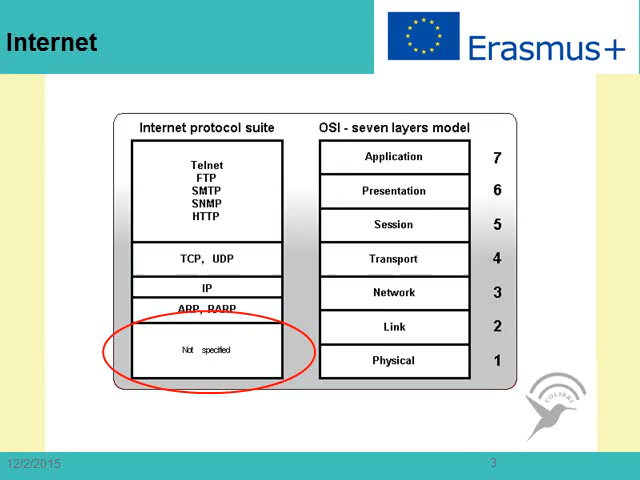 Internet
Erasmus+
Internet protocol suite
OSI - seven layers model
Telnet
FTP
SMTP
SNMP
HTTP
TCP, UDP
IP
ARP, RARP
Not specified
Application 7
Presentation 6
Session 5
Transport 4
Network 3
Link 2
Physical 1
COLIBRI
12/2/2015
3